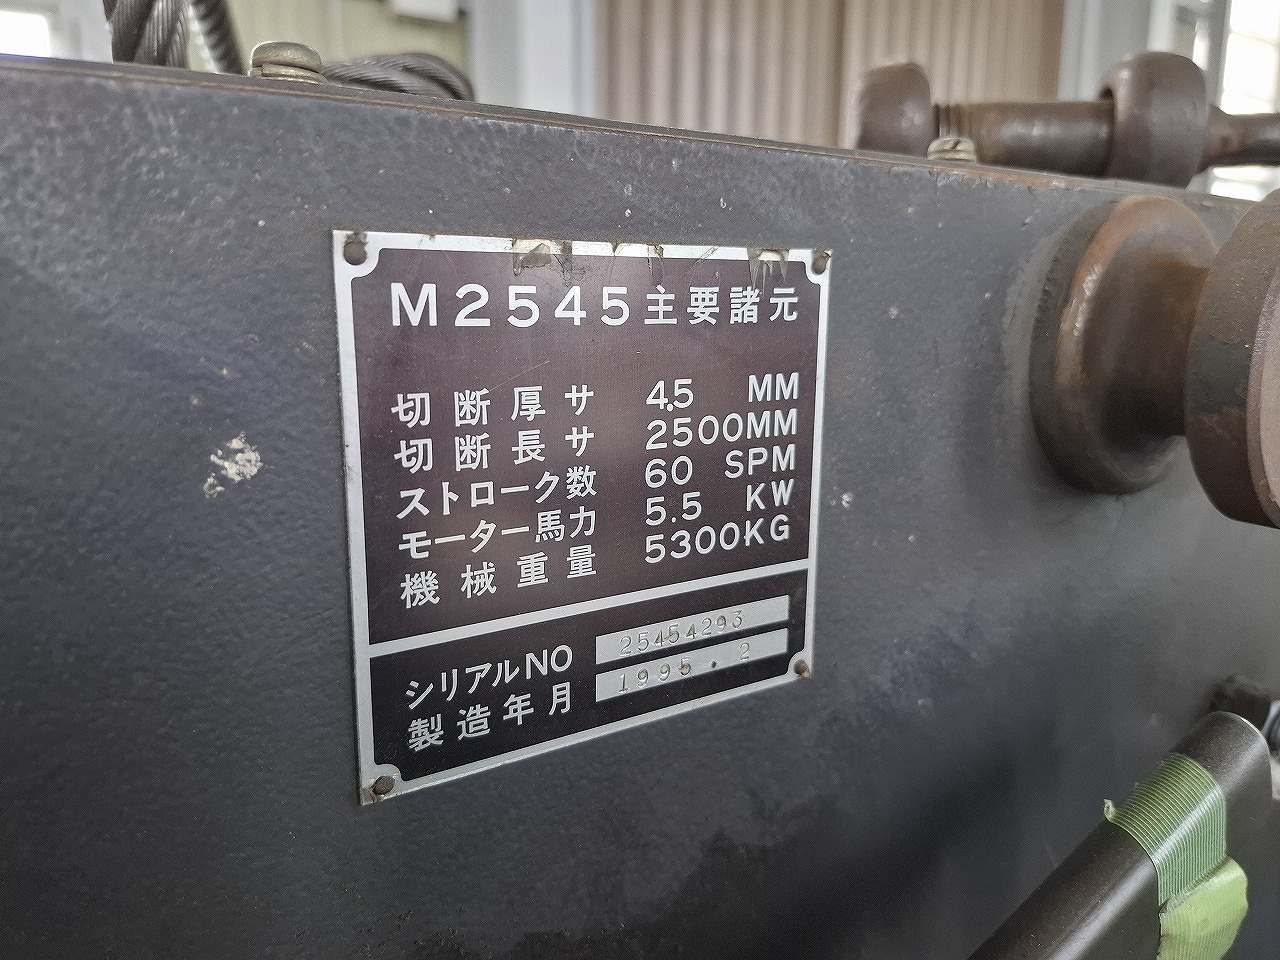 M2545主要諸元
切断厚サ 4.5 MM
切断長サ 2500MM
ストローク数 60 SPM
モーター馬力 5.5 KW
機械重量 5300KG
シリアルNO 25454293
製造年月 1995.2